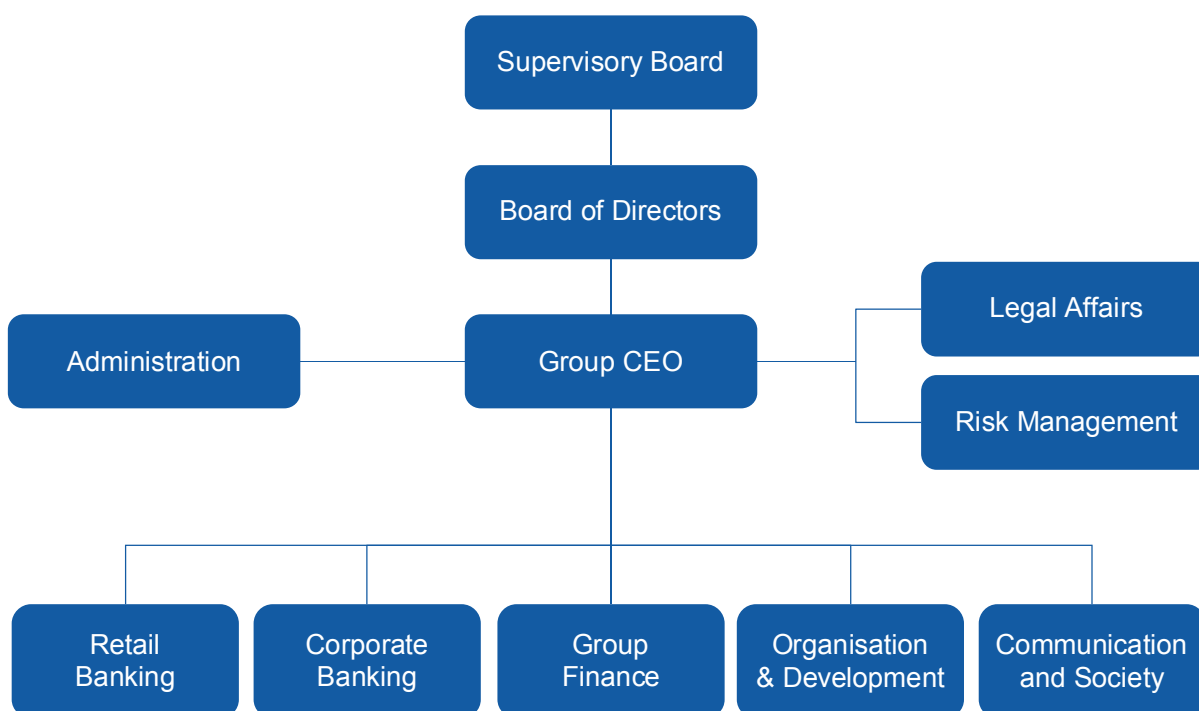 Supervisory Board
Board of Directors
Legal Affairs
Administration
Group CEO
Risk Management
Retail
Banking
Corporate
Banking
Group
Finance
Organisation
& Development
Communication
and Society